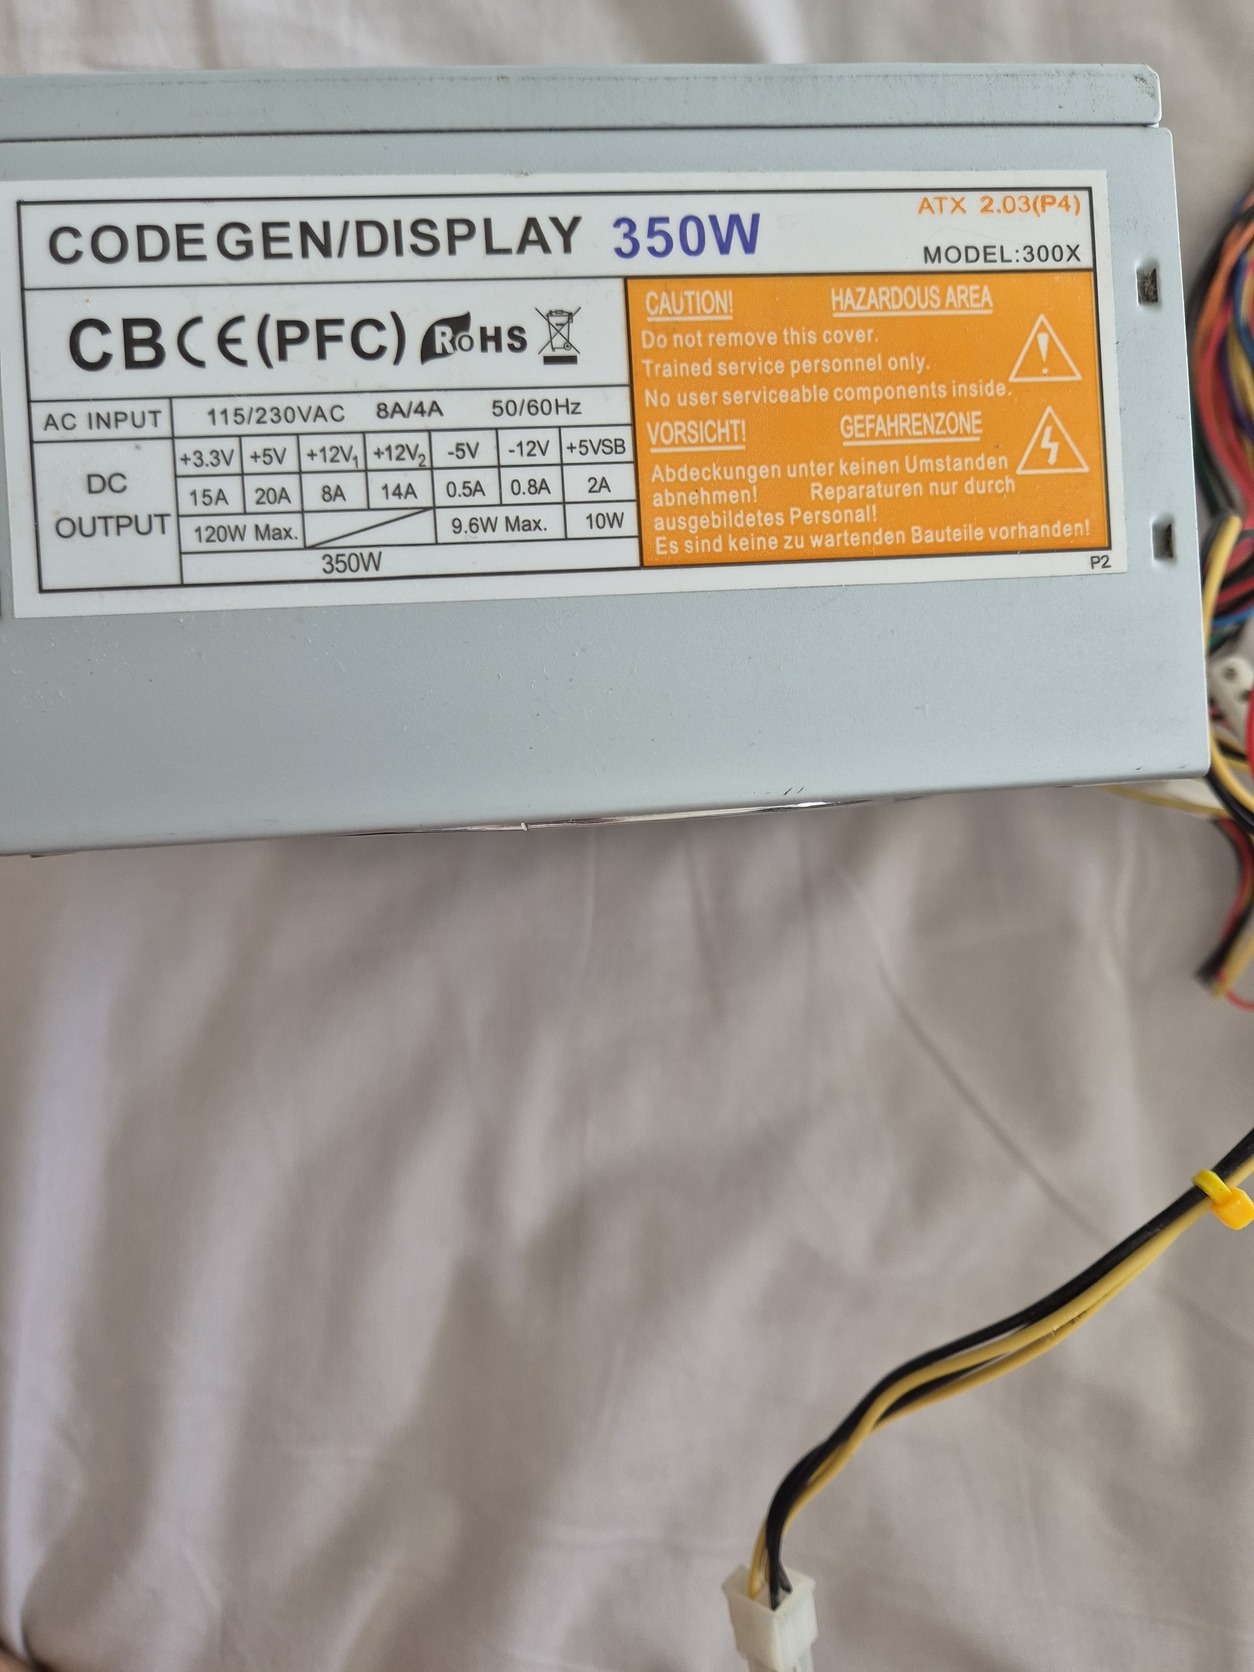 CODEGEN/DISPLAY 350W
ATX 2.03(P4)
MODEL:300X
CB CE (PFC) RoHS
AC INPUT 115/230VAC 8A/4A 50/60Hz
DC OUTPUT
+3.3V +5V +12V1 +12V2 -5V -12V +5VSB
15A 20A 8A 14A 0.5A 0.8A 2A
120W Max. 9.6W Max. 10W
350W
CAUTION! HAZARDOUS AREA
Do not remove this cover.
Trained service personnel only.
No user serviceable components inside.
VORSICHT! GEFAHRENZONE
Abdeckungen unter keinen Umstanden
abnehmen! Reparaturen nur durch
ausgebildetes Personal!
Es sind keine zu wartenden Bauteile vorhanden!
P2